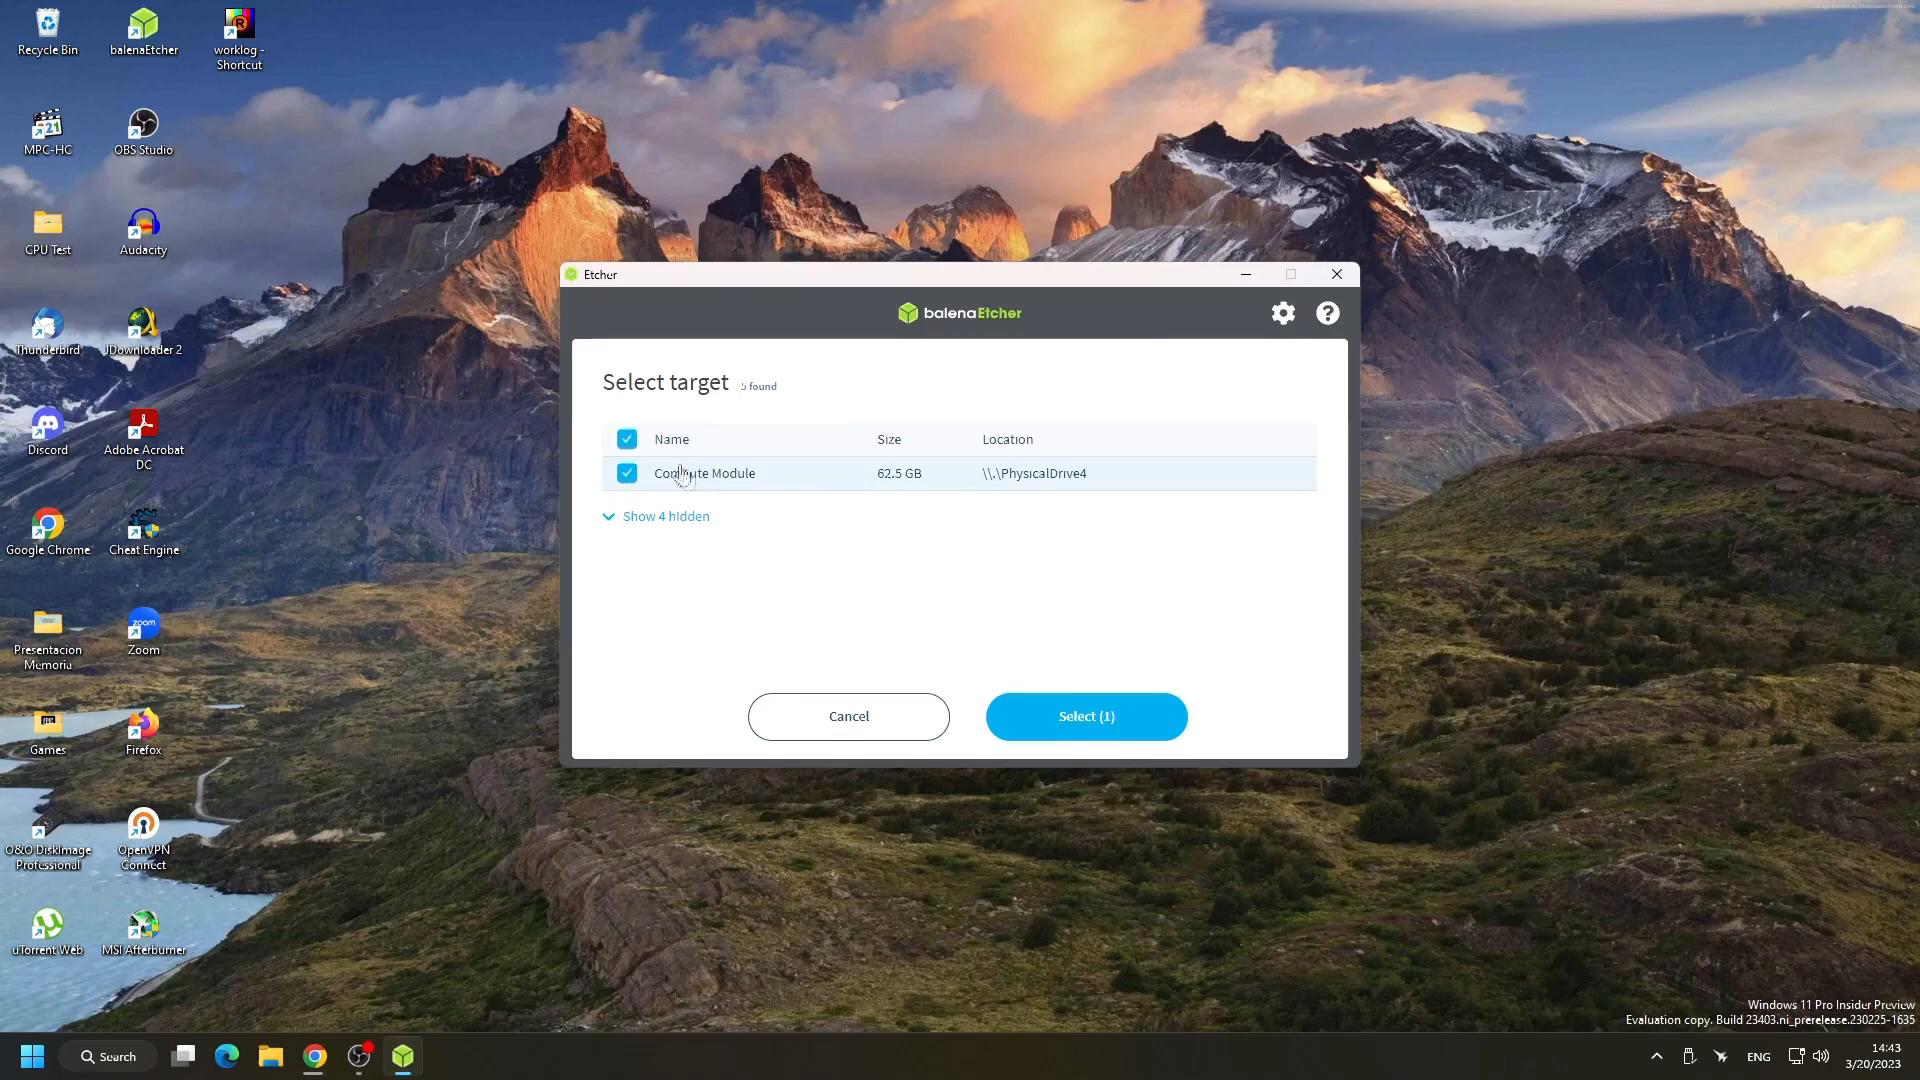 Recycle Bin
balenaEtcher
worklog -
Shortcut
MPC-HC
OBS Studio
CPU Test
Audacity
Thunderbird
JDownloader 2
Discord
Adobe Acrobat
DC
Google Chrome
Cheat Engine
Presentacion
Memoria
zoom
Zoom
Games
Firefox
O&O DiskImage
Professional
OpenVPN
Connect
uTorrent Web
MSI Afterburner
Etcher
balenaEtcher
Select target 5 found
Name Size Location
Module 62.5 GB \\.\PhysicalDrive4
Show 4 hidden
Cancel
Select (1)
Windows 11 Pro Insider Preview
Evaluation copy. Build 23403.ni_prerelease.230225-1635
Search
ENG
14:43
3/20/2023